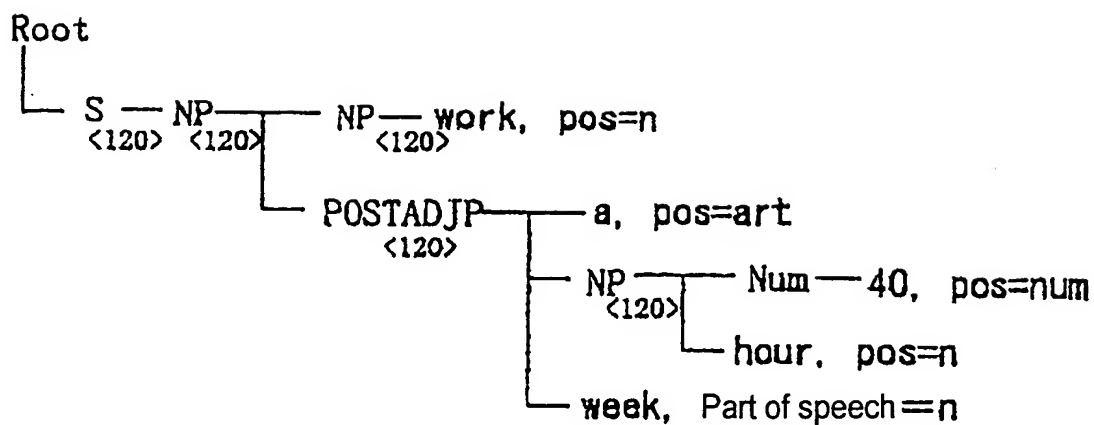 Root
S — NP — NP — work, pos=n
<120> <120> <120>
POSTADJP — a, pos=art
<120>
NP — Num — 40, pos=num
<120>
hour, pos=n
week, Part of speech=n